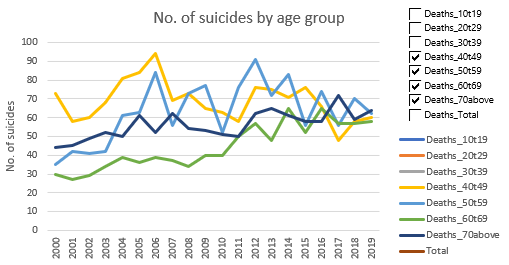 No. of suicides by age group
No. of suicides
100
90
80
70
60
50
40
30
20
10
0
2000
2001
2002
2003
2004
2005
2006
2007
2008
2009
2010
2011
2012
2013
2014
2015
2016
2017
2018
2019
Deaths_10t19
Deaths_20t29
Deaths_30t39
Deaths_40t49
Deaths_50t59
Deaths_60t69
Deaths_70above
Deaths_Total
Deaths_10t19
Deaths_20t29
Deaths_30t39
Deaths_40t49
Deaths_50t59
Deaths_60t69
Deaths_70above
Total